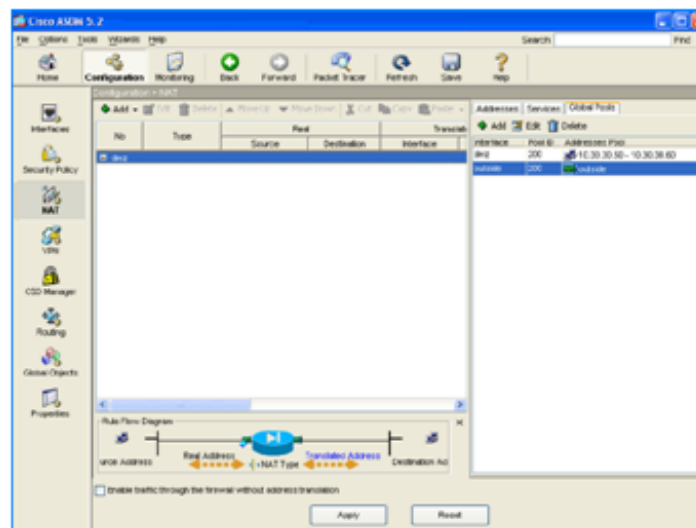 Cisco ASDM 5.2
File Options Tools Wizards Help
Search: Find
Home Configuration Monitoring Back Forward Packet Tracer Refresh Save Help
Configuration > NAT
Add Edit Delete Move Up Move Down Cut Copy Paste
No Type Real Translated
Source Destination Interface
dmz
Interfaces
Security Policy
NAT
VPN
CSD Manager
Routing
Global Objects
Properties
Addresses Services Global Pools
Add Edit Delete
Interface Pool ID Addresses Pool
dmz 200 10.30.30.50 - 10.30.30.60
outside 200 outside
Rule Flow Diagram
urce Address Real Address NAT Type Translated Address Destination Ad
Enable traffic through the firewall without address translation
Apply Reset